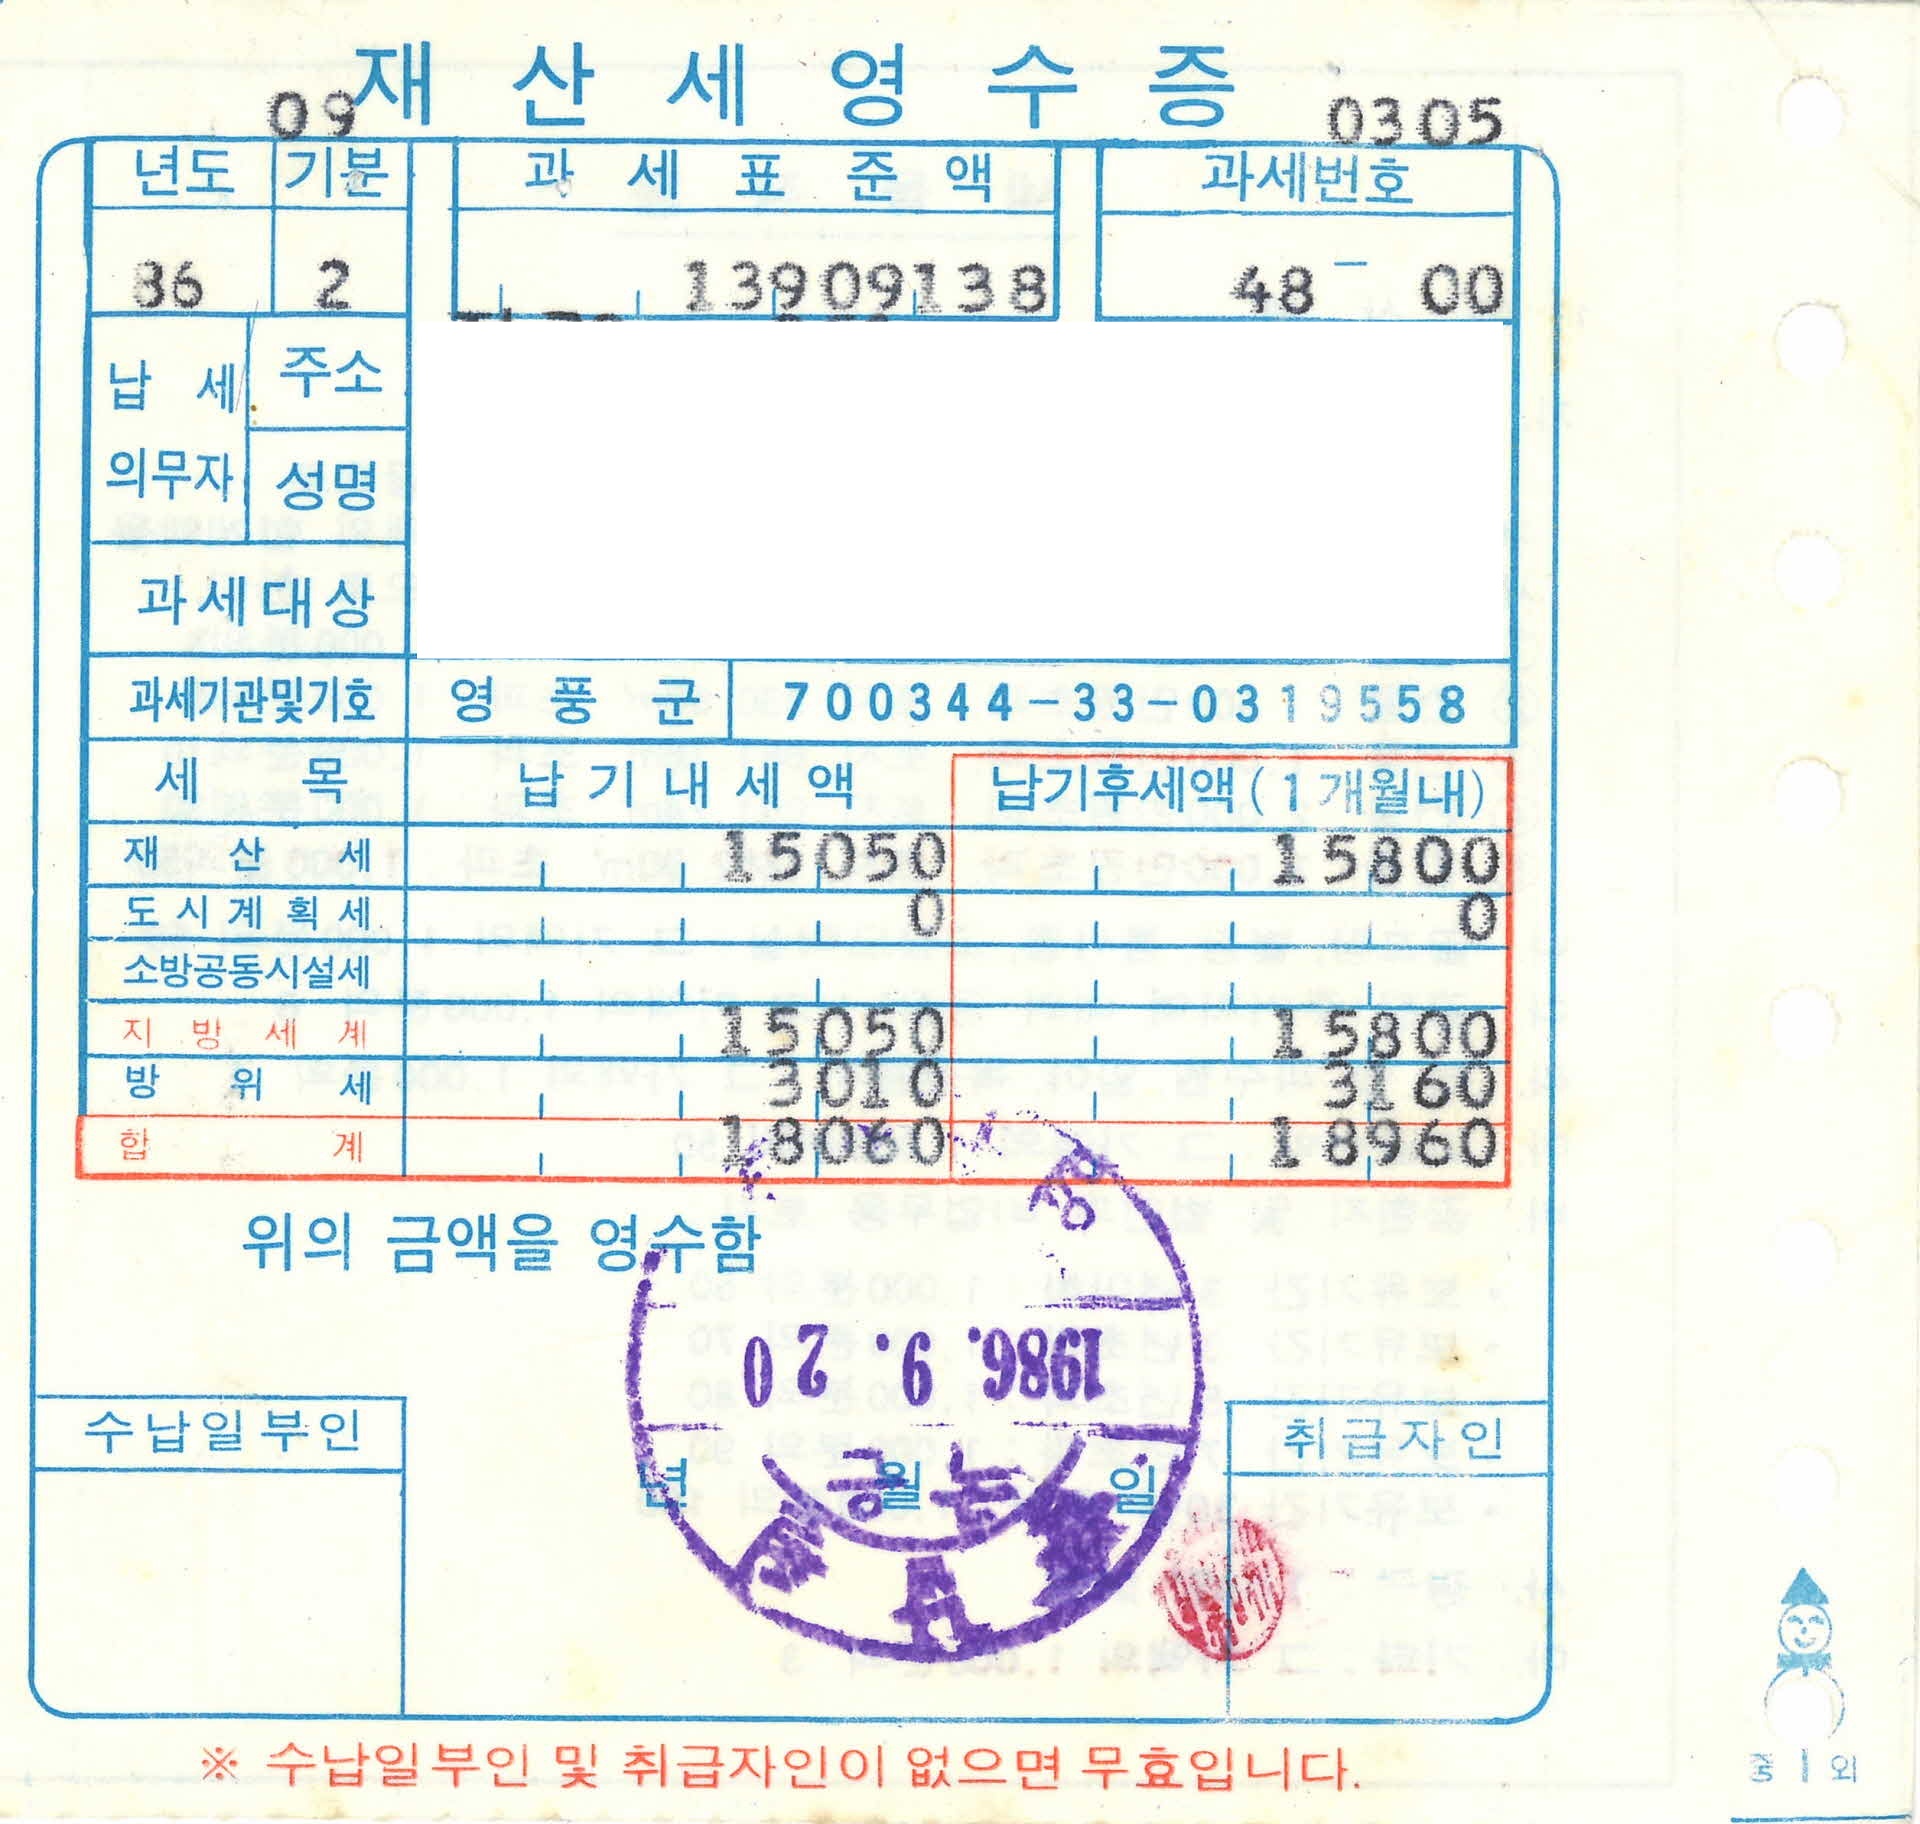 재산세영수증
09 0305
년도 기분 과세표준액 과세번호
86 2 13909138 48-00
납세의무자 주소
성명
과세대상
과세기관및기호 영풍군 700344-33-0319558
세목 납기내세액 납기후세액(1개월내)
재산세 15050 15800
도시계획세 0 0
소방공동시설세
지방세계 15050 15800
방위세 3010 3160
합계 18060 18960
위의 금액을 영수함
1986. 9. 20
년 월 일
수납일부인 취급자인
※ 수납일부인 및 취급자인이 없으면 무효입니다.